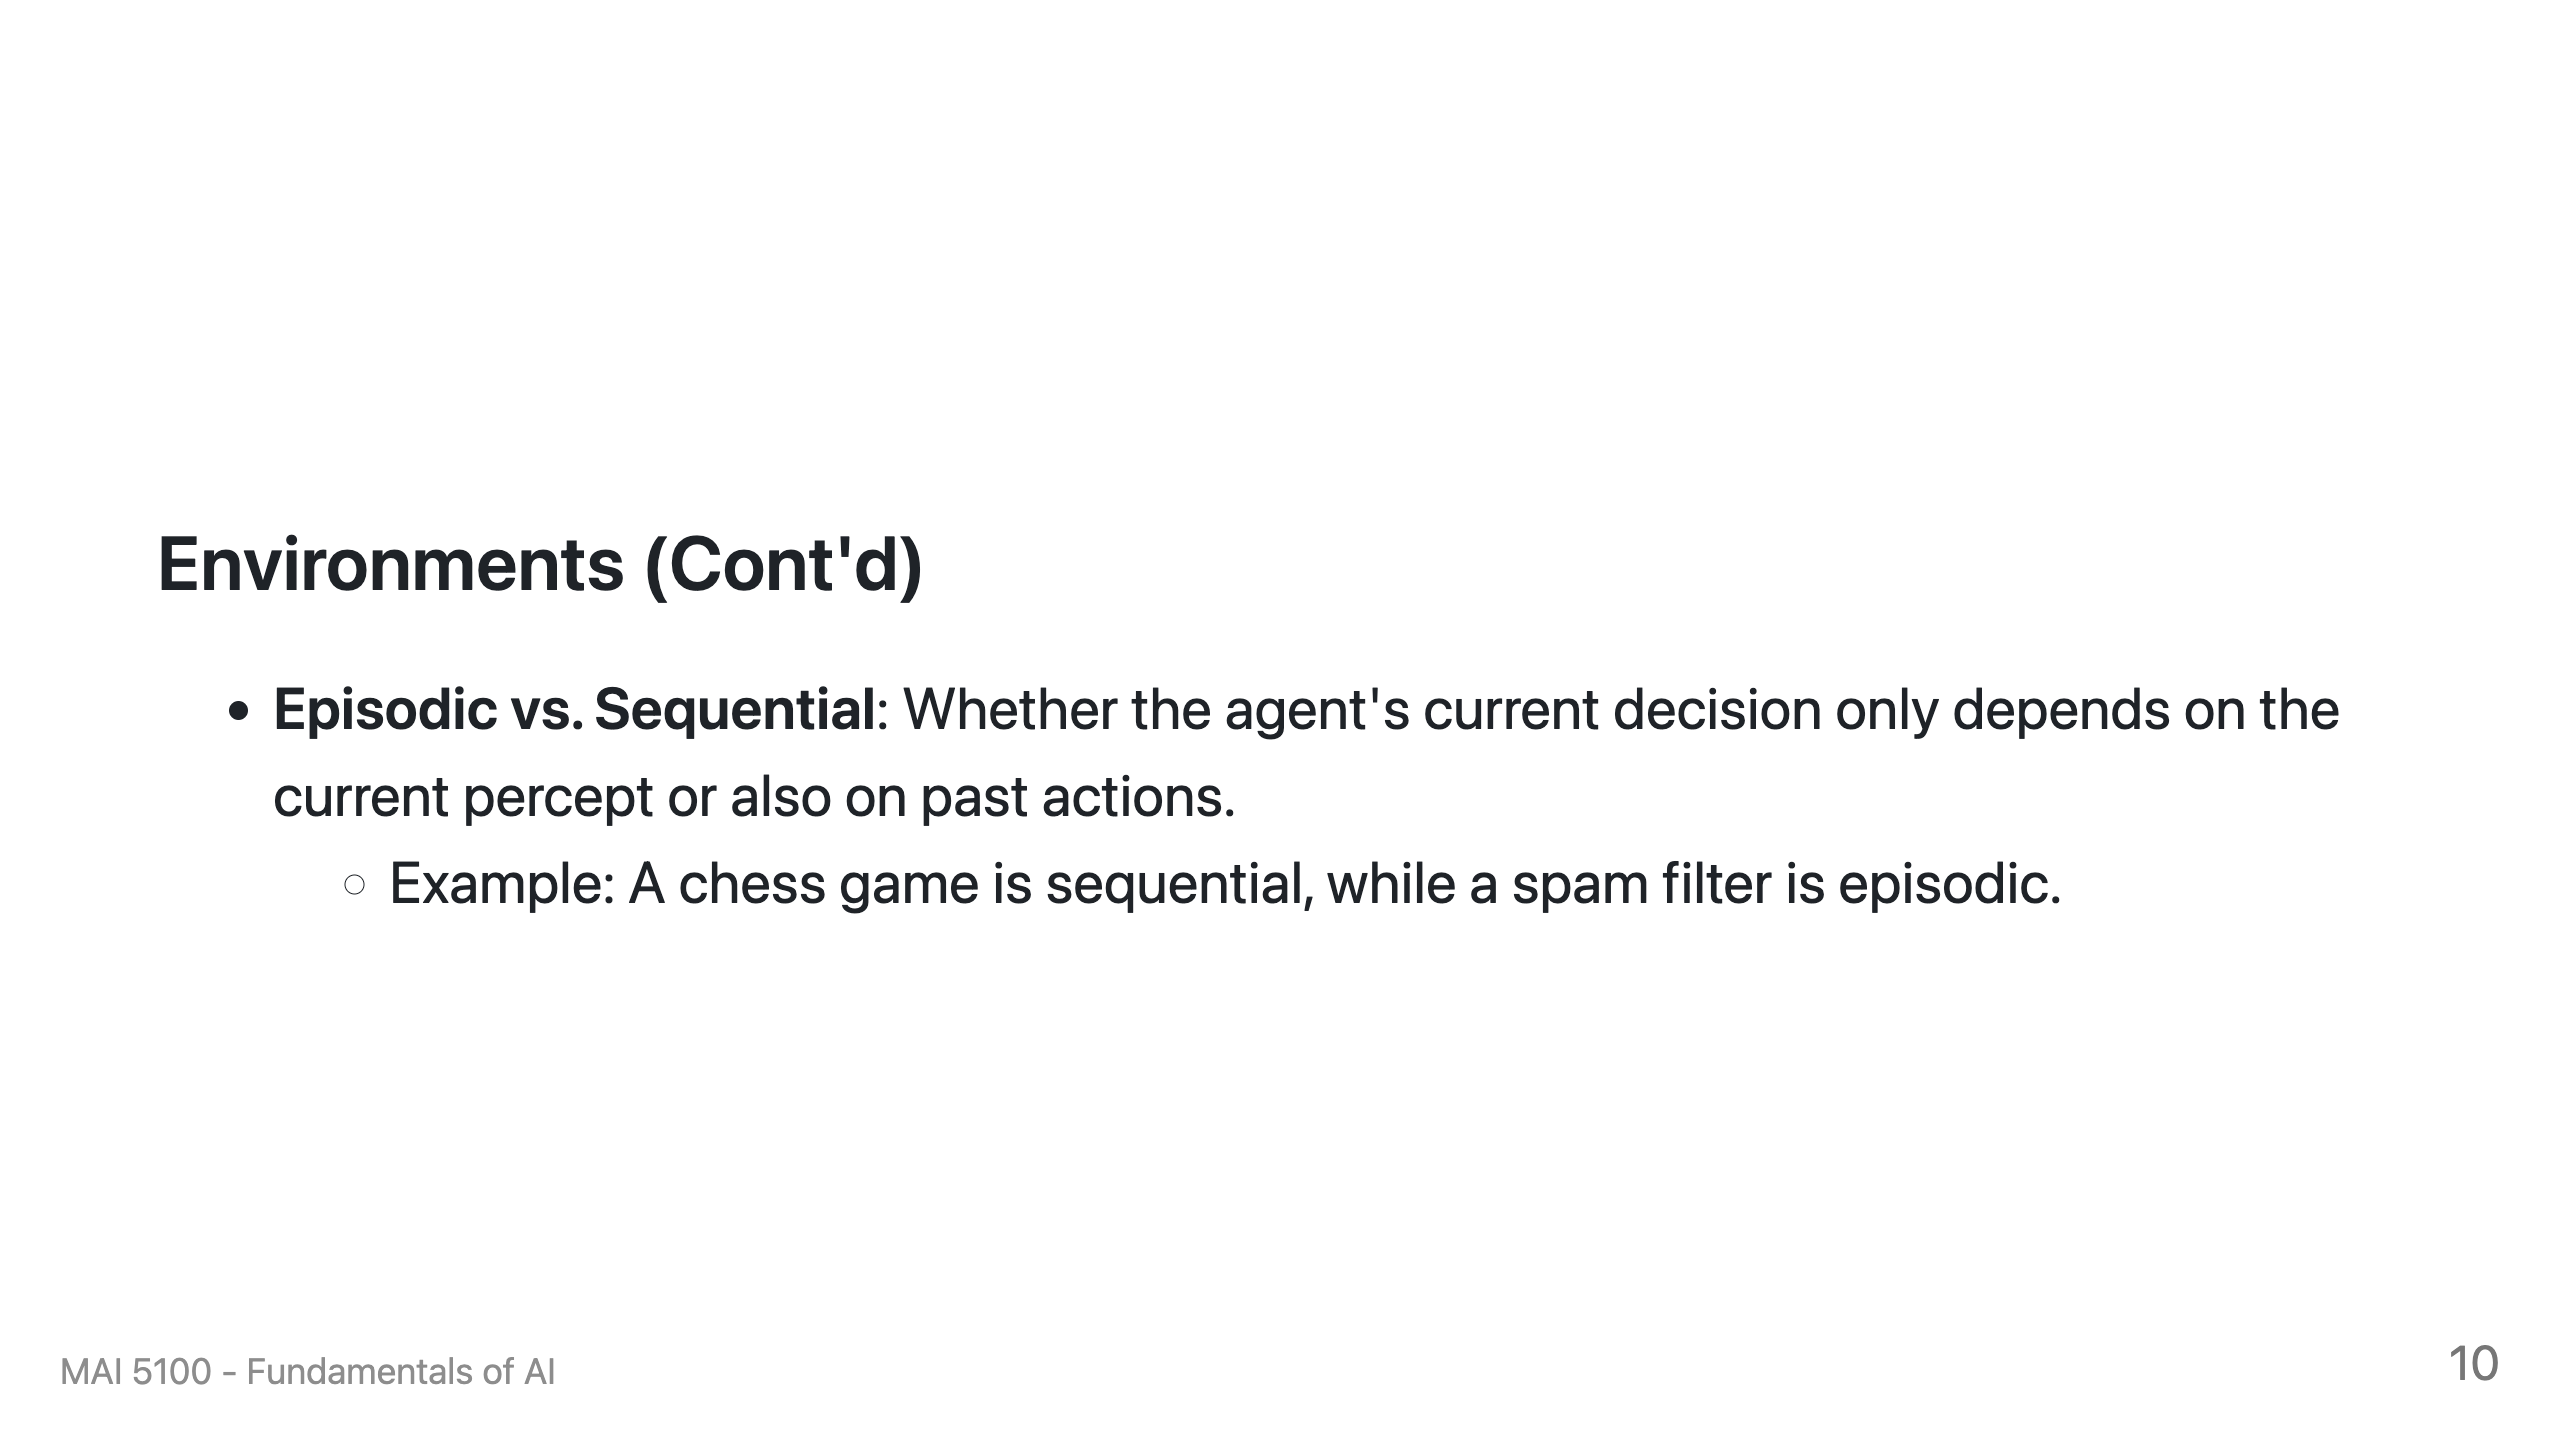 Environments (Cont'd)
• Episodic vs. Sequential: Whether the agent's current decision only depends on the
current percept or also on past actions.
○ Example: A chess game is sequential, while a spam filter is episodic.
MAI 5100 - Fundamentals of AI
10